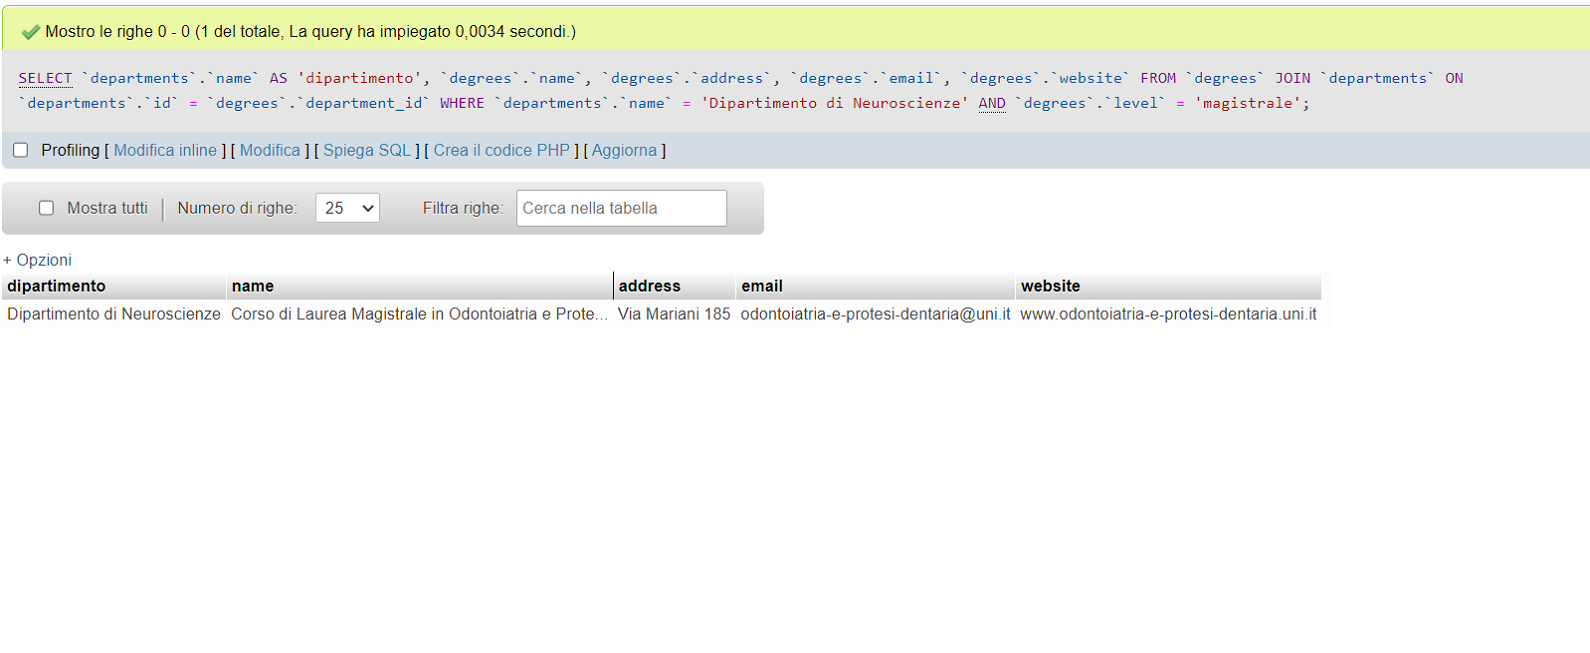 Mostro le righe 0 - 0 (1 del totale, La query ha impiegato 0,0034 secondi.)
SELECT `departments`.`name` AS 'dipartimento', `degrees`.`name`, `degrees`.`address`, `degrees`.`email`, `degrees`.`website` FROM `degrees` JOIN `departments` ON
`departments`.`id` = `degrees`.`department_id` WHERE `departments`.`name` = 'Dipartimento di Neuroscienze' AND `degrees`.`level` = 'magistrale';
Profiling [ Modifica inline ] [ Modifica ] [ Spiega SQL ] [ Crea il codice PHP ] [ Aggiorna ]
Mostra tutti | Numero di righe: 25 Filtra righe: Cerca nella tabella
+ Opzioni
dipartimento name address email website
Dipartimento di Neuroscienze Corso di Laurea Magistrale in Odontoiatria e Prote... Via Mariani 185 odontoiatria-e-protesi-dentaria@uni.it www.odontoiatria-e-protesi-dentaria.uni.it